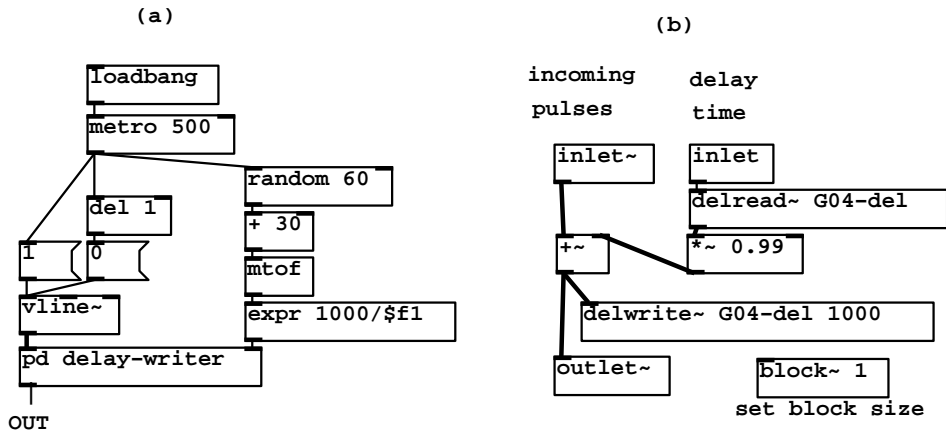 (a)
loadbang
metro 500
random 60
del 1
+ 30
1
0
mtof
vline~
expr 1000/$f1
pd delay-writer
OUT
(b)
incoming
pulses
delay
time
inlet~
inlet
delread~ G04-del
+~
*~ 0.99
delwrite~ G04-del 1000
outlet~
block~ 1
set block size